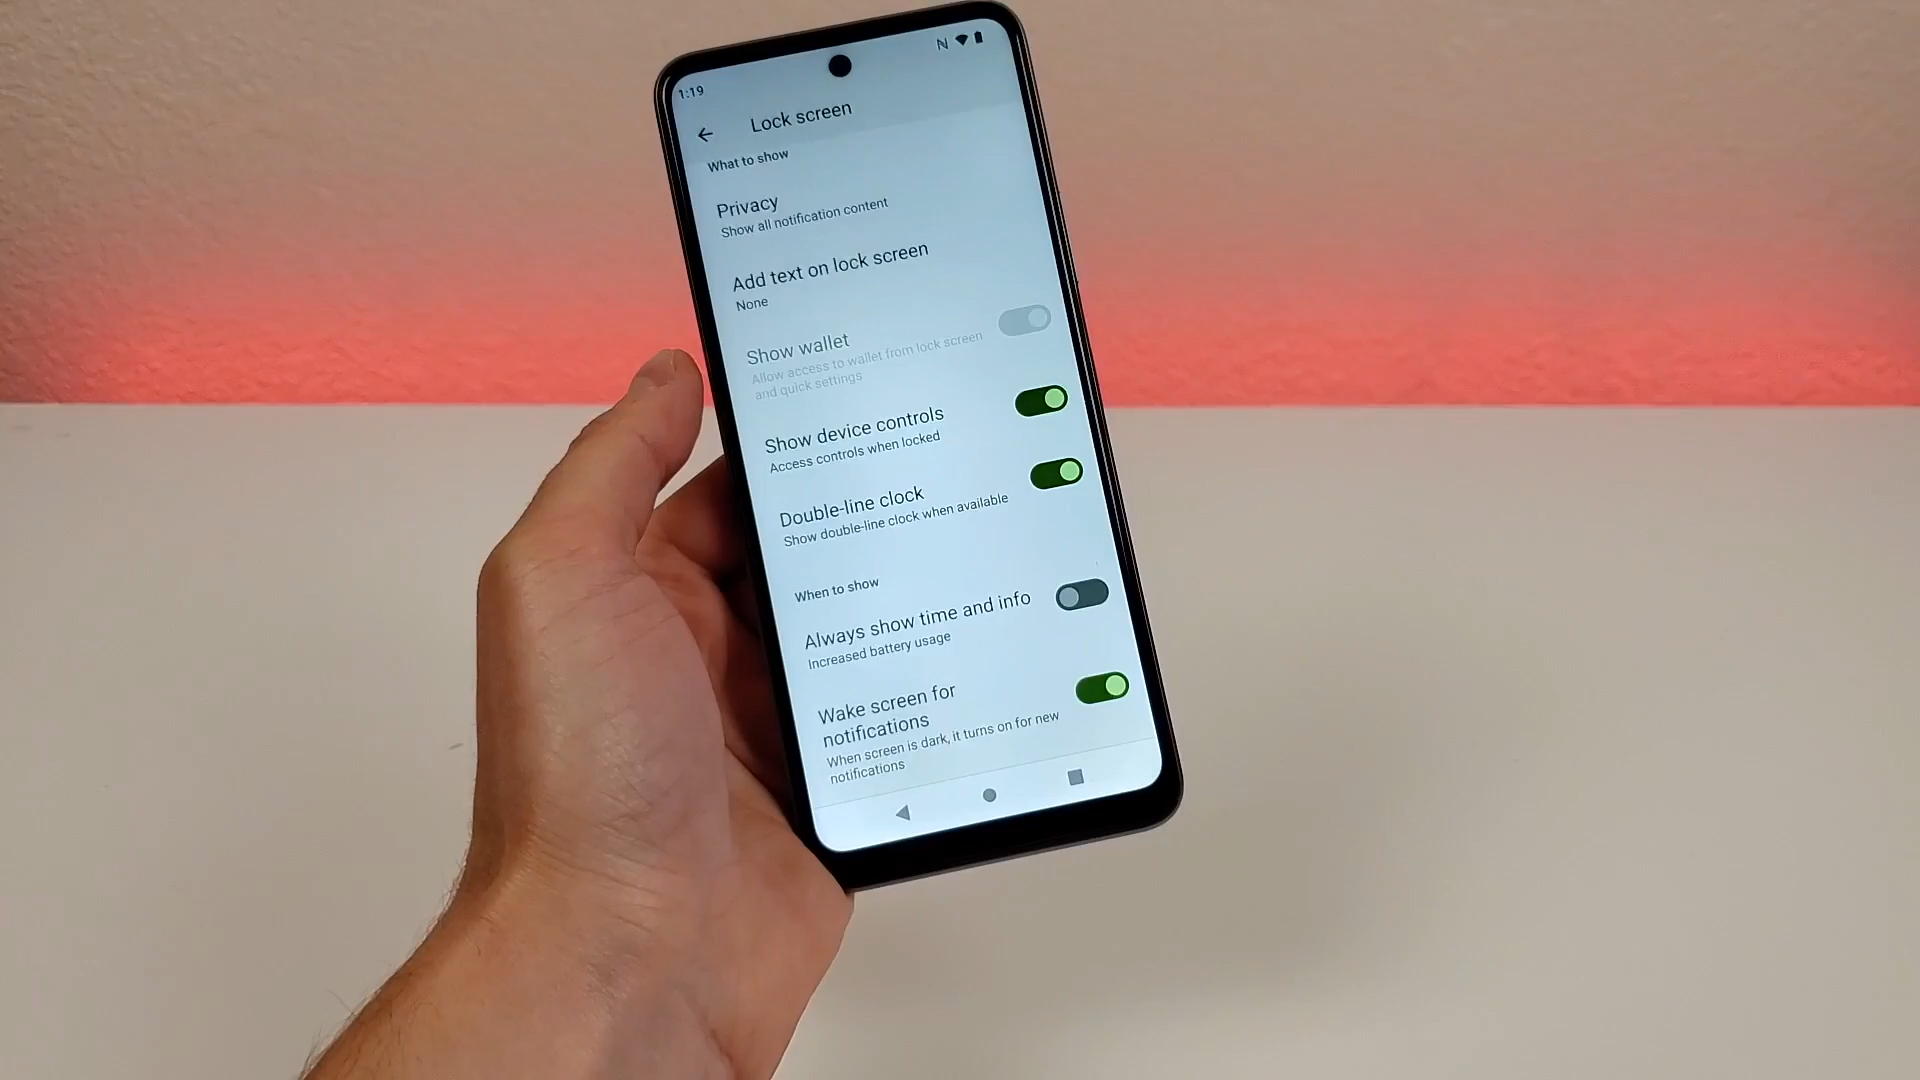 1:19
Lock screen
What to show
Privacy
Show all notification content
Add text on lock screen
None
Show wallet
Allow access to wallet from lock screen
and quick settings
Show device controls
Access controls when locked
Double-line clock
Show double-line clock when available
When to show
Always show time and info
Increased battery usage
Wake screen for
notifications
When screen is dark, it turns on for new
notifications